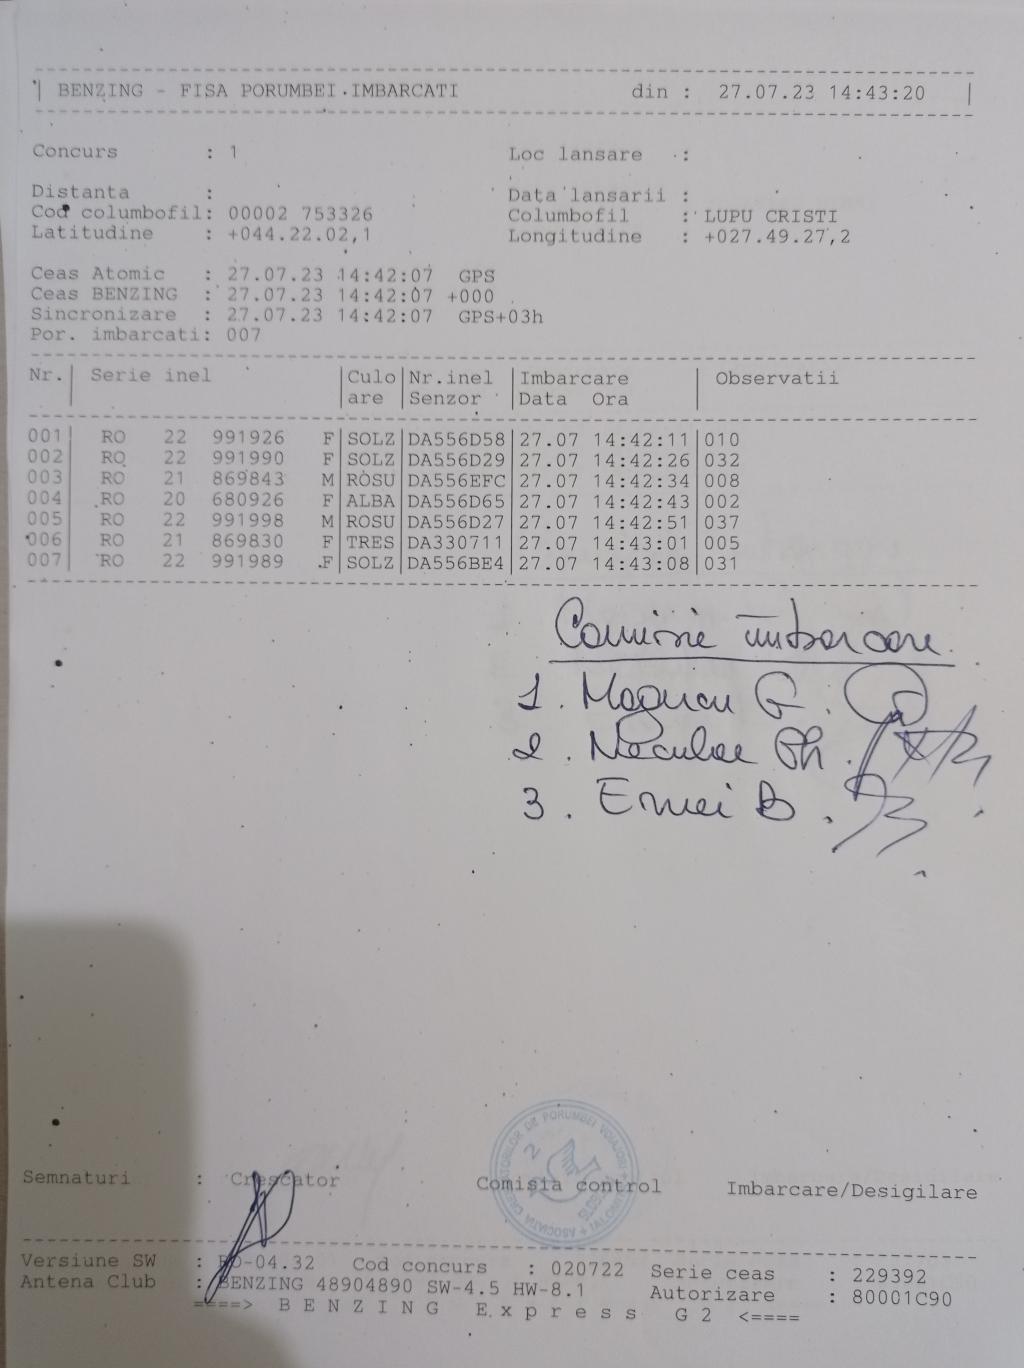 BENZING - FISA PORUMBEI IMBARCATI din : 27.07.23 14:43:20
Concurs : 1 Loc lansare :
Distanta : Data lansarii :
Cod columbofil: 00002 753326 Columbofil : LUPU CRISTI
Latitudine : +044.22.02,1 Longitudine : +027.49.27,2
Ceas Atomic : 27.07.23 14:42:07 GPS
Ceas BENZING : 27.07.23 14:42:07 +000
Sincronizare : 27.07.23 14:42:07 GPS+03h
Por. imbarcati: 007
Nr. Serie inel Culo Nr.inel Imbarcare Observatii
are Senzor Data Ora
001 RO 22 991926 F SOLZ DA556D58 27.07 14:42:11 010
002 RO 22 991990 F SOLZ DA556D29 27.07 14:42:26 032
003 RO 21 869843 M ROSU DA556EFC 27.07 14:42:34 008
004 RO 20 680926 F ALBA DA556D65 27.07 14:42:43 002
005 RO 22 991998 M ROSU DA556D27 27.07 14:42:51 037
006 RO 21 869830 F TRES DA330711 27.07 14:43:01 005
007 RO 22 991989 F SOLZ DA556BE4 27.07 14:43:08 031
Comisie îmbarcare
1.
2. Neculae Gh.
3. Ernei B.
Semnaturi : Crescator Comisia control Imbarcare/Desigilare
Versiune SW : RO-04.32 Cod concurs : 020722 Serie ceas : 229392
Antena Club : BENZING 48904890 SW-4.5 HW-8.1 Autorizare : 80001C90
====> B E N Z I N G E x p r e s s G 2 <====